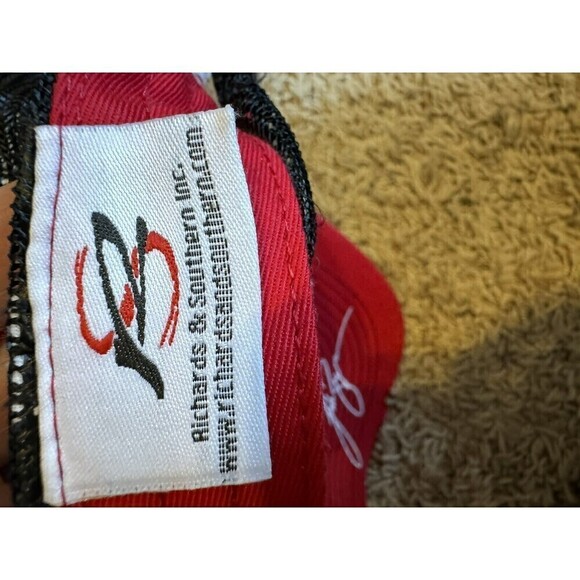 Richards & Southern Inc.
www.richardsandsouthern.com